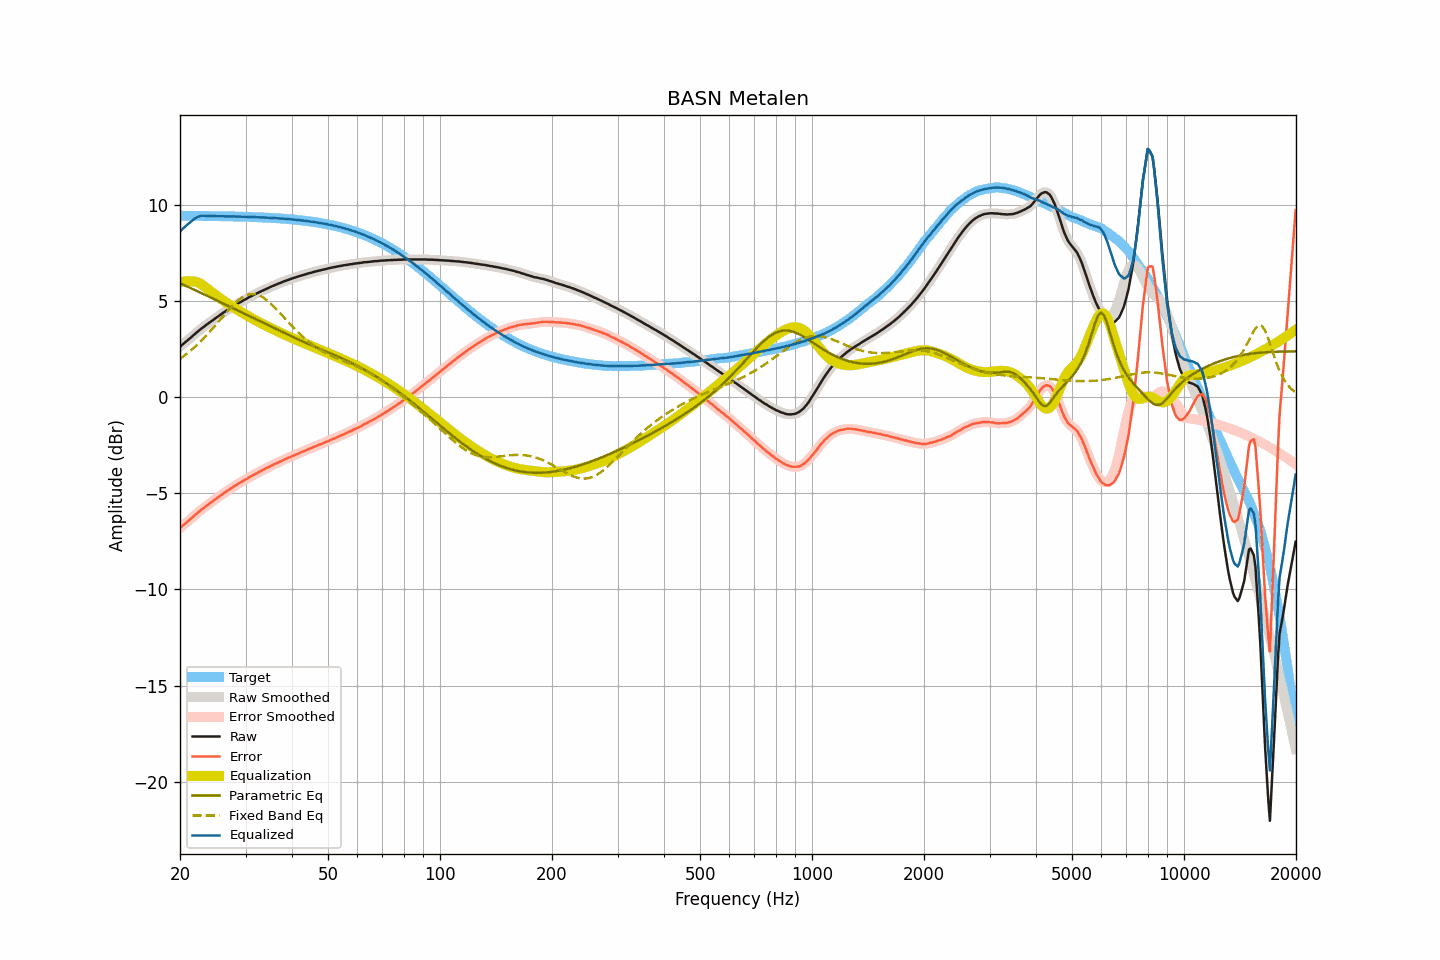 BASN Metalen
10
5
0
−5
−10
−15
−20
Amplitude (dBr)
Target
Raw Smoothed
Error Smoothed
Raw
Error
Equalization
Parametric Eq
Fixed Band Eq
Equalized
20 50 100 200 500 1000 2000 5000 10000 20000
Frequency (Hz)